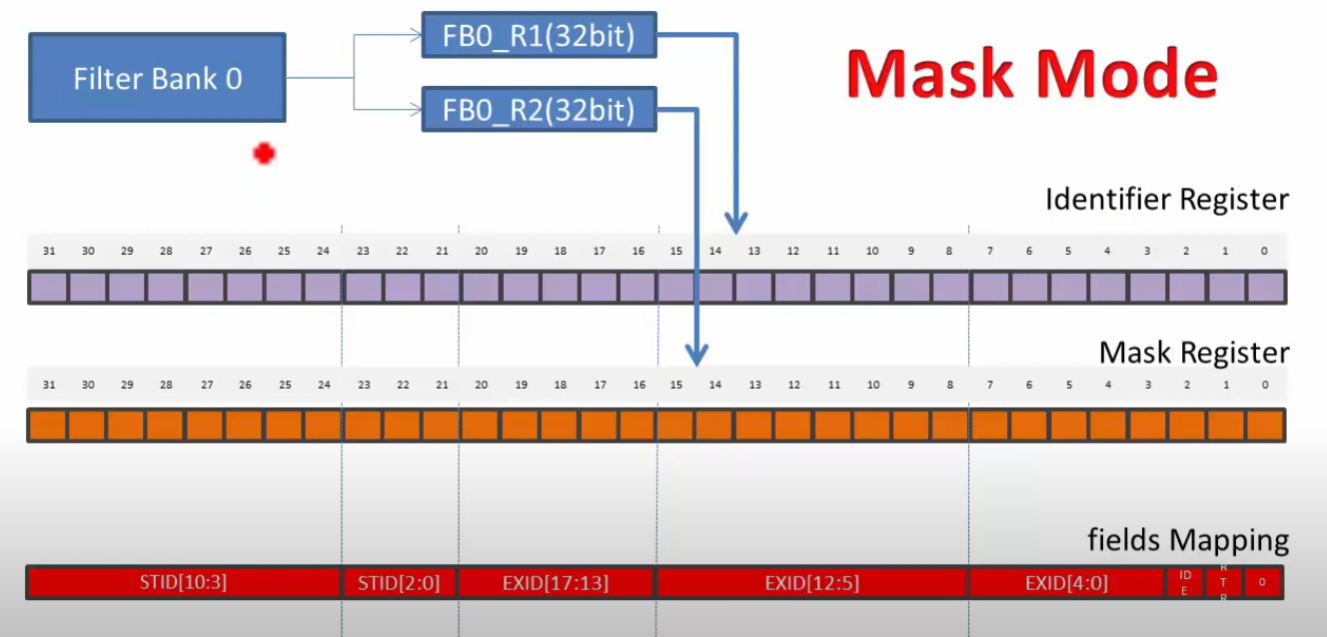 FB0_R1(32bit)
Filter Bank 0
Mask Mode
FB0_R2(32bit)
Identifier Register
31 30 29 28 27 26 25 24 23 22 21 20 19 18 17 16 15 14 13 12 11 10 9 8 7 6 5 4 3 2 1 0
Mask Register
31 30 29 28 27 26 25 24 23 22 21 20 19 18 17 16 15 14 13 12 11 10 9 8 7 6 5 4 3 2 1 0
fields Mapping
STID[10:3] STID[2:0] EXID[17:13] EXID[12:5] EXID[4:0] IDE RTR 0